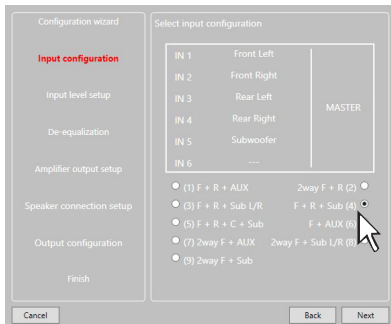 Configuration wizard
Input configuration
Input level setup
De-equalization
Amplifier output setup
Speaker connection setup
Output configuration
Finish
Select input configuration
IN 1 Front Left
IN 2 Front Right
IN 3 Rear Left
IN 4 Rear Right
IN 5 Subwoofer
IN 6 ---
MASTER
(1) F + R + AUX 2way F + R (2)
(3) F + R + Sub L/R F + R + Sub (4)
(5) F + R + C + Sub F + AUX (6)
(7) 2way F + AUX 2way F + Sub L/R (8)
(9) 2way F + Sub
Cancel Back Next